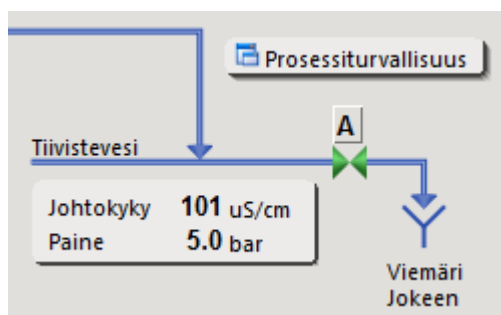 Prosessiturvallisuus
A
Tiivistevesi
Johtokyky 101 uS/cm
Paine 5.0 bar
Viemäri
Jokeen